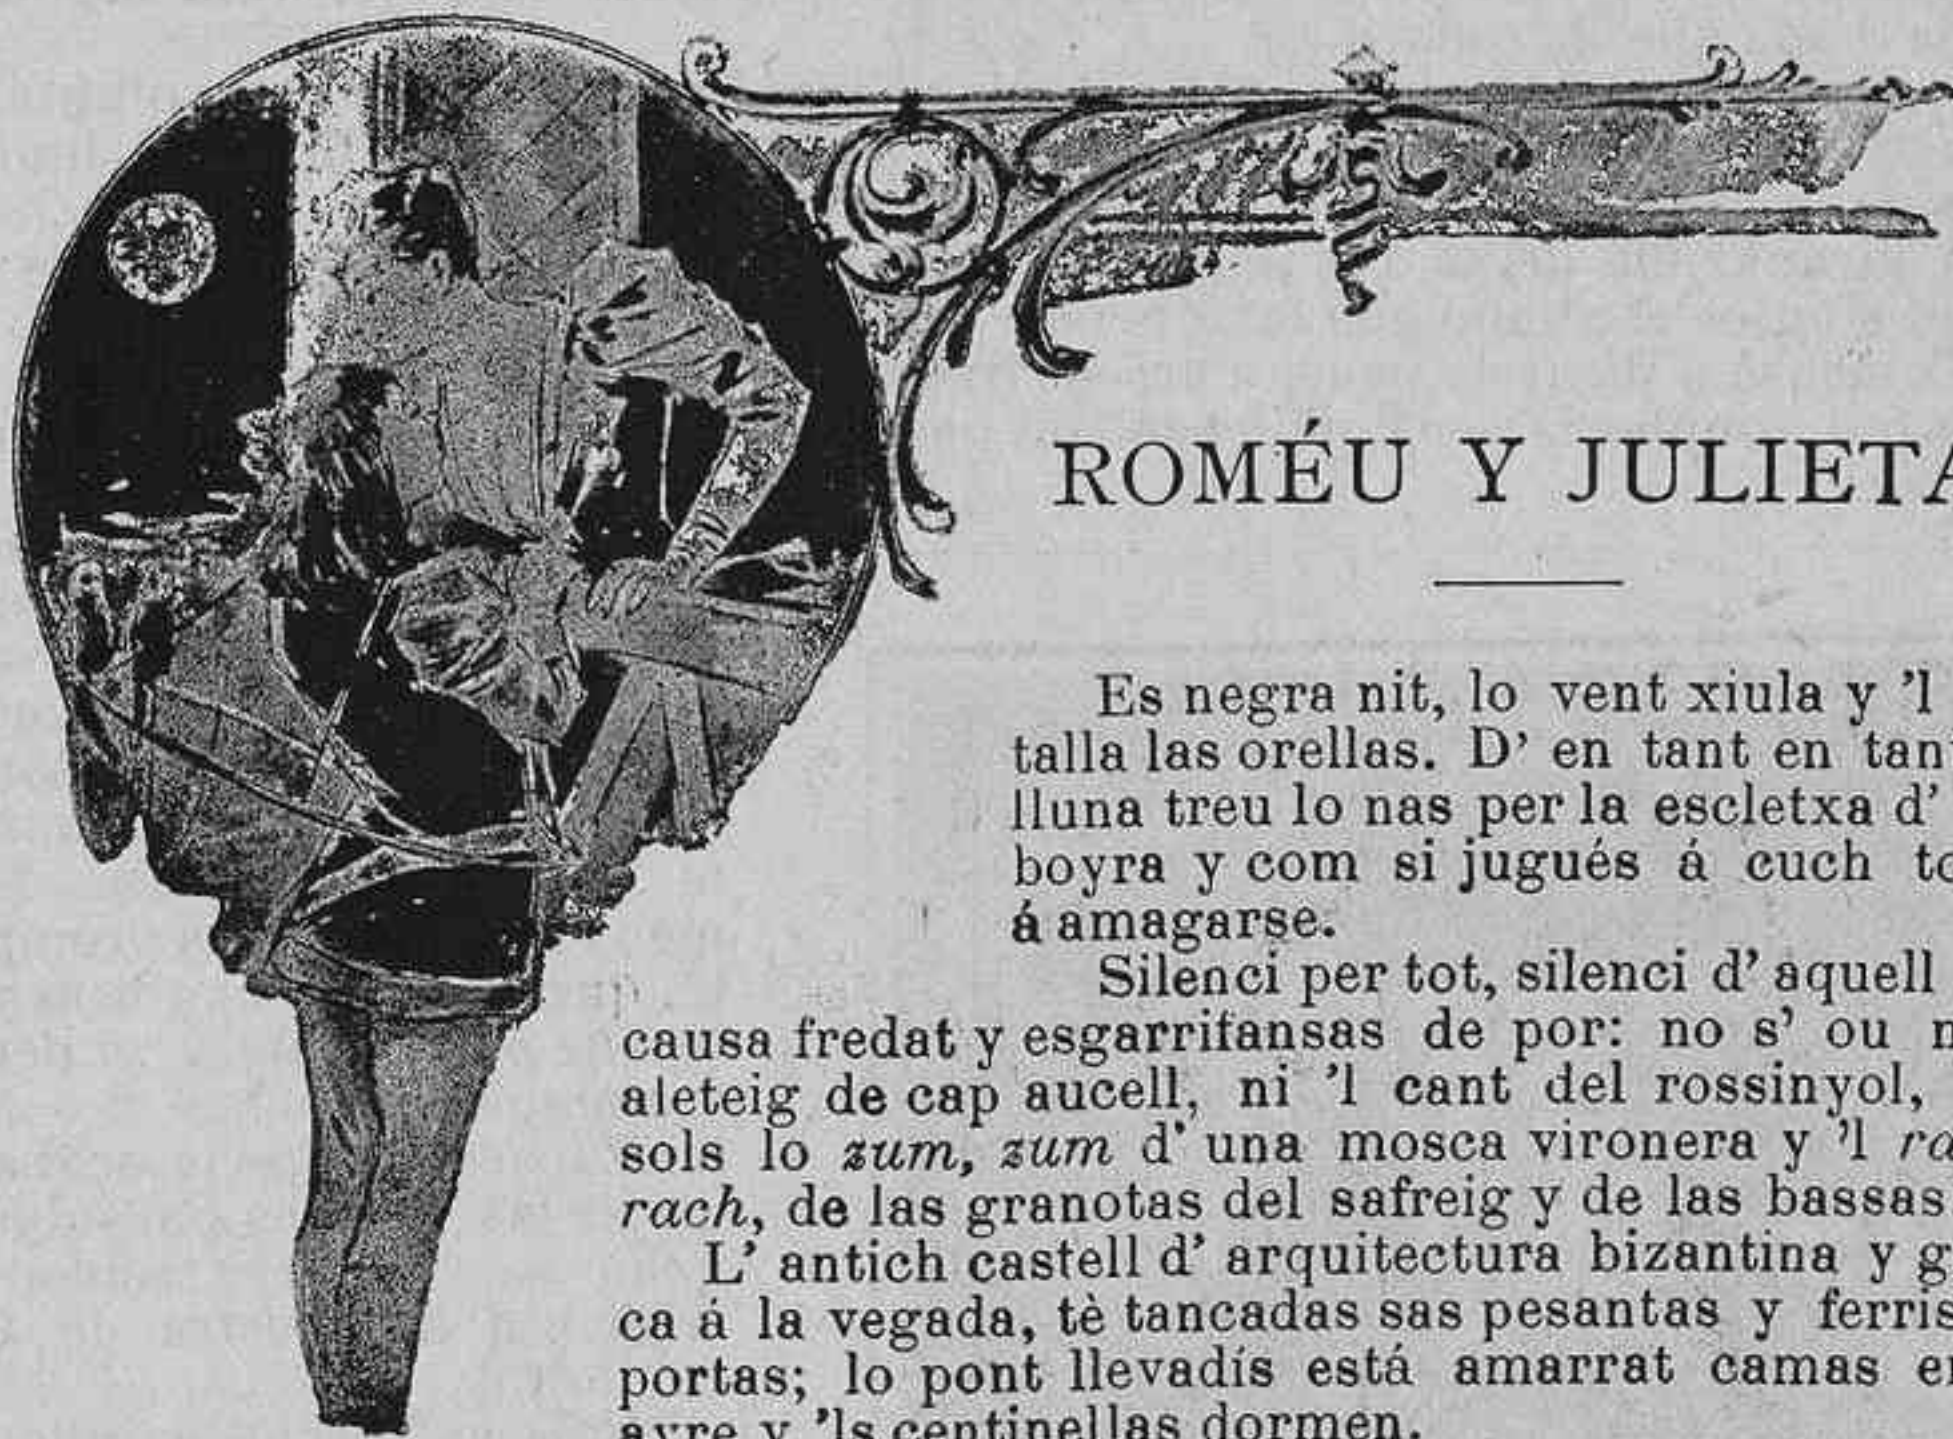 ROMÉU Y JULIETA
Es negra nit, lo vent xiula y ’l
talla las orellas. D’ en tant en tant
lluna treu lo nas per la escletxa d’
boyra y com si jugués á cuch
á amagarse.
Silenci per tot, silenci d’ aquell
causa fredat y esgarrifansas de por: no s’ ou
aleteig de cap aucell, ni ’l cant del rossinyol,
sols lo zum, zum d’ una mosca vironera y ’l
rach, de las granotas del safreig y de las bassas
L’ antich castell d’ arquitectura bizantina y
ca á la vegada, tè tancadas sas pesantas y ferris
portas; lo pont llevadís está amarrat camas
ayre y ’ls centinellas dormen.